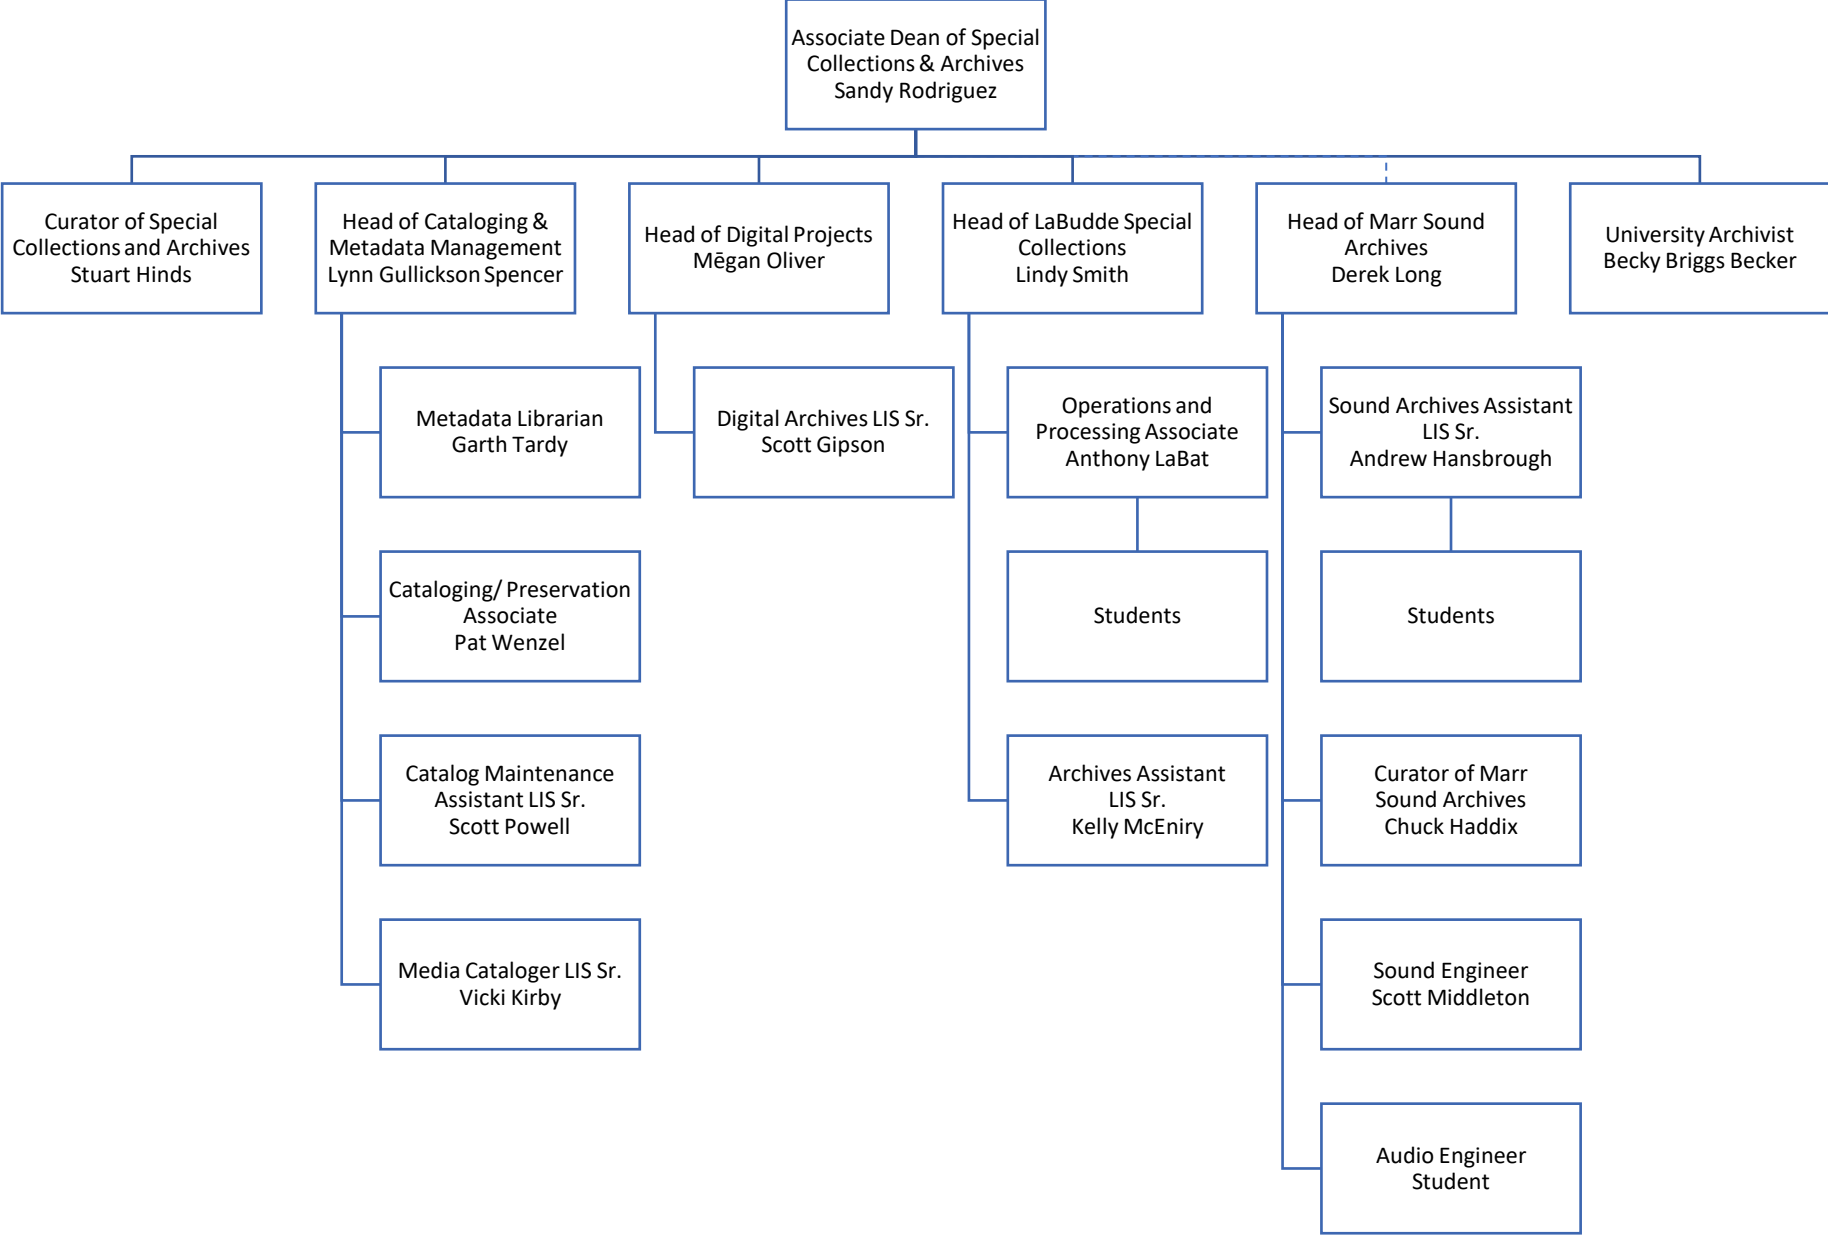 Associate Dean of Special
Collections & Archives
Sandy Rodriguez
Curator of Special
Collections and Archives
Stuart Hinds
Head of Cataloging &
Metadata Management
Lynn Gullickson Spencer
Head of Digital Projects
Mēgan Oliver
Head of LaBudde Special
Collections
Lindy Smith
Head of Marr Sound
Archives
Derek Long
University Archivist
Becky Briggs Becker
Metadata Librarian
Garth Tardy
Cataloging/ Preservation
Associate
Pat Wenzel
Catalog Maintenance
Assistant LIS Sr.
Scott Powell
Media Cataloger LIS Sr.
Vicki Kirby
Digital Archives LIS Sr.
Scott Gipson
Operations and
Processing Associate
Anthony LaBat
Students
Archives Assistant
LIS Sr.
Kelly McEniry
Sound Archives Assistant
LIS Sr.
Andrew Hansbrough
Students
Curator of Marr
Sound Archives
Chuck Haddix
Sound Engineer
Scott Middleton
Audio Engineer
Student